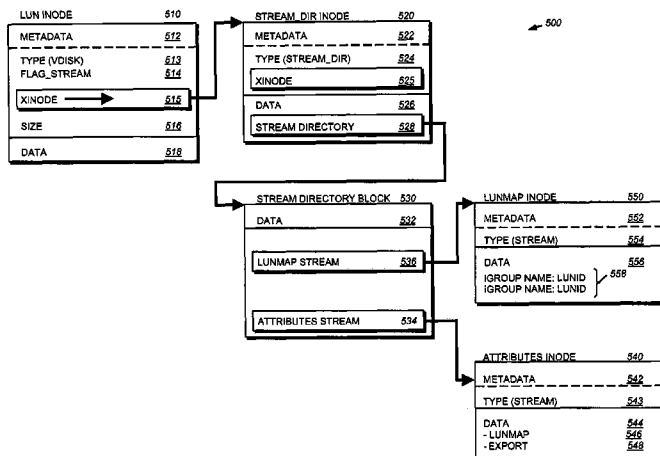 500
LUN INODE 510
METADATA 512
TYPE (VDISK) 513
FLAG_STREAM 514
XINODE 515
SIZE 516
DATA 518
STREAM_DIR INODE 520
METADATA 522
TYPE (STREAM_DIR) 524
XINODE 525
DATA 526
STREAM DIRECTORY 528
STREAM DIRECTORY BLOCK 530
DATA 532
LUNMAP STREAM 536
ATTRIBUTES STREAM 534
LUNMAP INODE 550
METADATA 552
TYPE (STREAM) 554
DATA 556
IGROUP NAME: LUNID
IGROUP NAME: LUNID
558
ATTRIBUTES INODE 540
METADATA 542
TYPE (STREAM) 543
DATA 544
- LUNMAP 546
- EXPORT 548